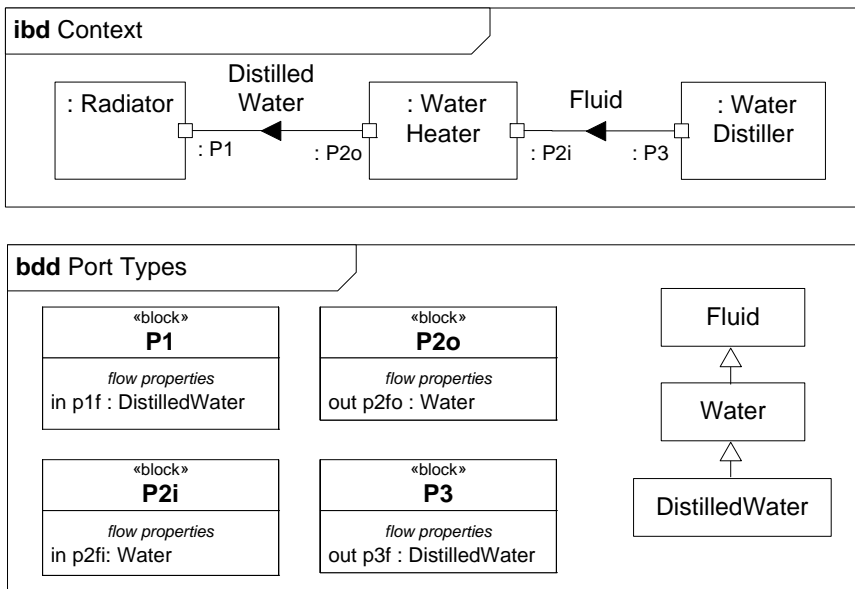 ibd Context
Distilled
Water
Fluid
: Radiator
: Water
Heater
: Water
Distiller
: P1
: P2o
: P2i
: P3
bdd Port Types
«block»
P1
flow properties
in p1f : DistilledWater
«block»
P2o
flow properties
out p2fo : Water
Fluid
Water
DistilledWater
«block»
P2i
flow properties
in p2fi: Water
«block»
P3
flow properties
out p3f : DistilledWater